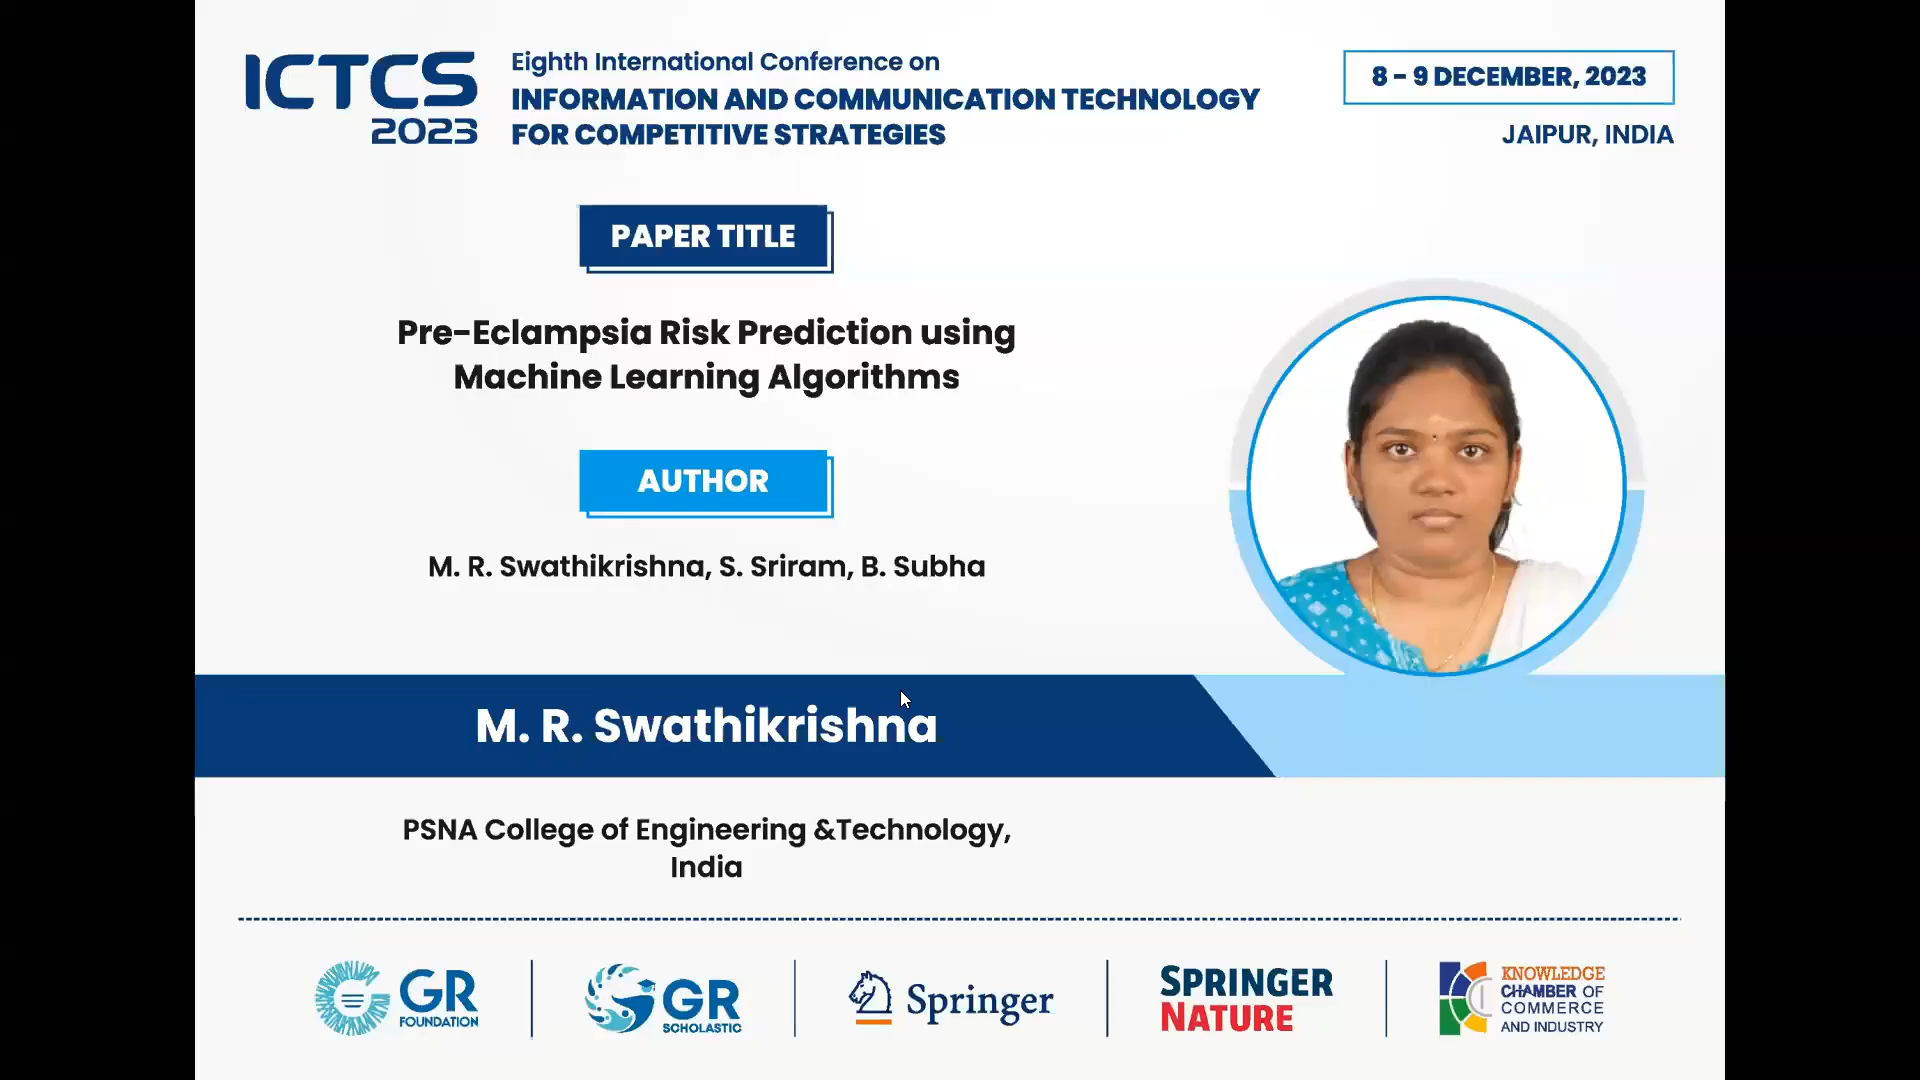 ICTCS
2023
Eighth International Conference on
INFORMATION AND COMMUNICATION TECHNOLOGY
FOR COMPETITIVE STRATEGIES
8 - 9 DECEMBER, 2023
JAIPUR, INDIA
PAPER TITLE
Pre-Eclampsia Risk Prediction using
Machine Learning Algorithms
AUTHOR
M. R. Swathikrishna, S. Sriram, B. Subha
M. R. Swathikrishna
PSNA College of Engineering &Technology,
India
GR
FOUNDATION
GR
SCHOLASTIC
Springer
SPRINGER
NATURE
KNOWLEDGE
CHAMBER OF
COMMERCE
AND INDUSTRY